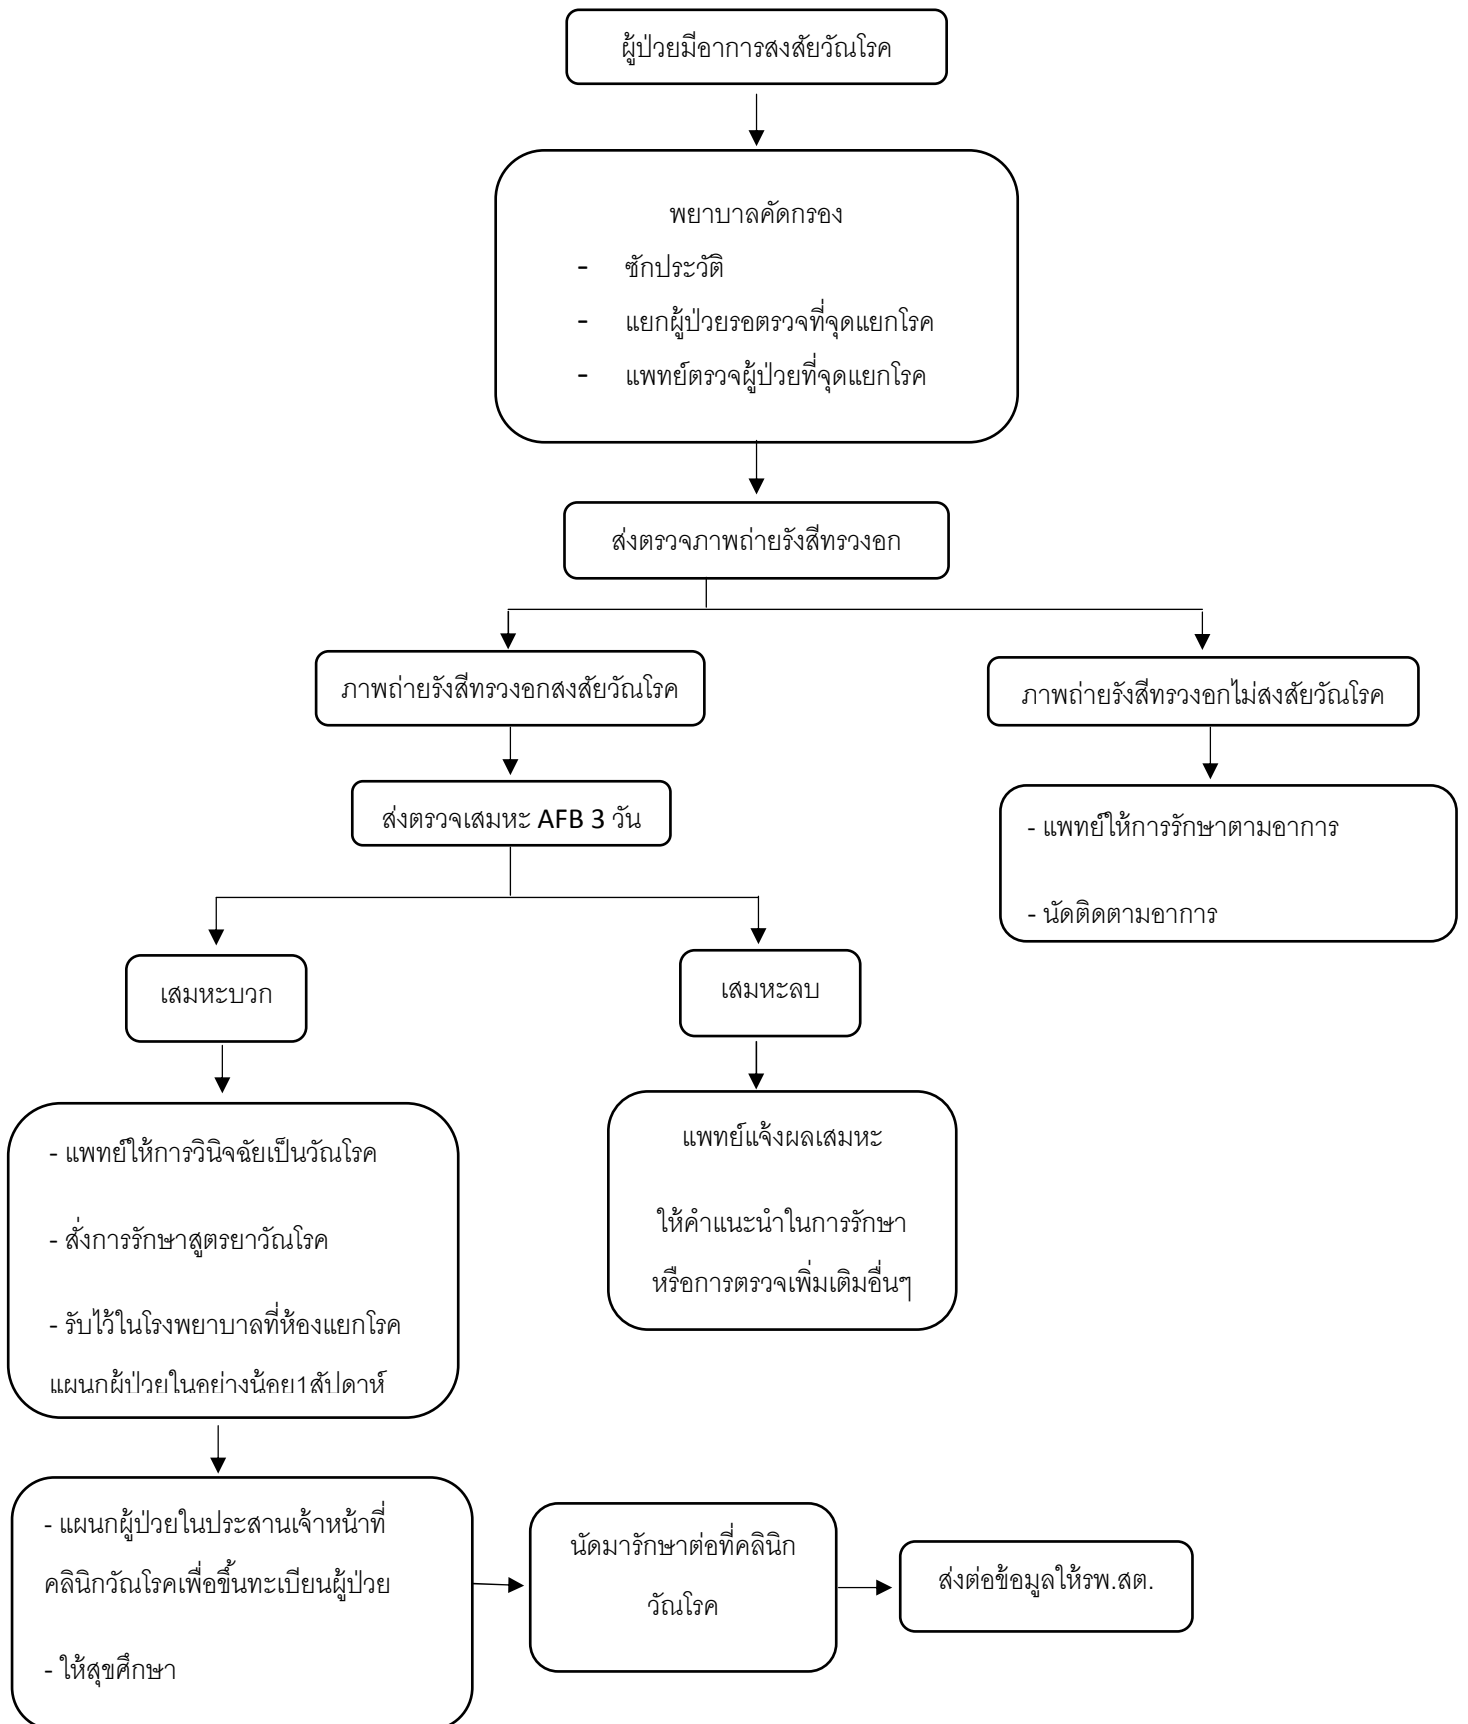 ผู้ป่วยมีอาการสงสัยวัณโรค
พยาบาลคัดกรอง
- ซักประวัติ
- แยกผู้ป่วยรอตรวจที่จุดแยกโรค
- แพทย์ตรวจผู้ป่วยที่จุดแยกโรค
ส่งตรวจภาพถ่ายรังสีทรวงอก
ภาพถ่ายรังสีทรวงอกสงสัยวัณโรค
ภาพถ่ายรังสีทรวงอกไม่สงสัยวัณโรค
ส่งตรวจเสมหะ AFB 3 วัน
- แพทย์ให้การรักษาตามอาการ
- นัดติดตามอาการ
เสมหะบวก
เสมหะลบ
- แพทย์ให้การวินิจฉัยเป็นวัณโรค
- สั่งการรักษาสูตรยาวัณโรค
- รับไว้ในโรงพยาบาลที่ห้องแยกโรค
แผนกผู้ป่วยในอย่างน้อย1สัปดาห์
แพทย์แจ้งผลเสมหะ
ให้คำแนะนำในการรักษา
หรือการตรวจเพิ่มเติมอื่นๆ
- แผนกผู้ป่วยในประสานเจ้าหน้าที่
คลินิกวัณโรคเพื่อขึ้นทะเบียนผู้ป่วย
- ให้สุขศึกษา
นัดมารักษาต่อที่คลินิก
วัณโรค
ส่งต่อข้อมูลให้รพ.สต.